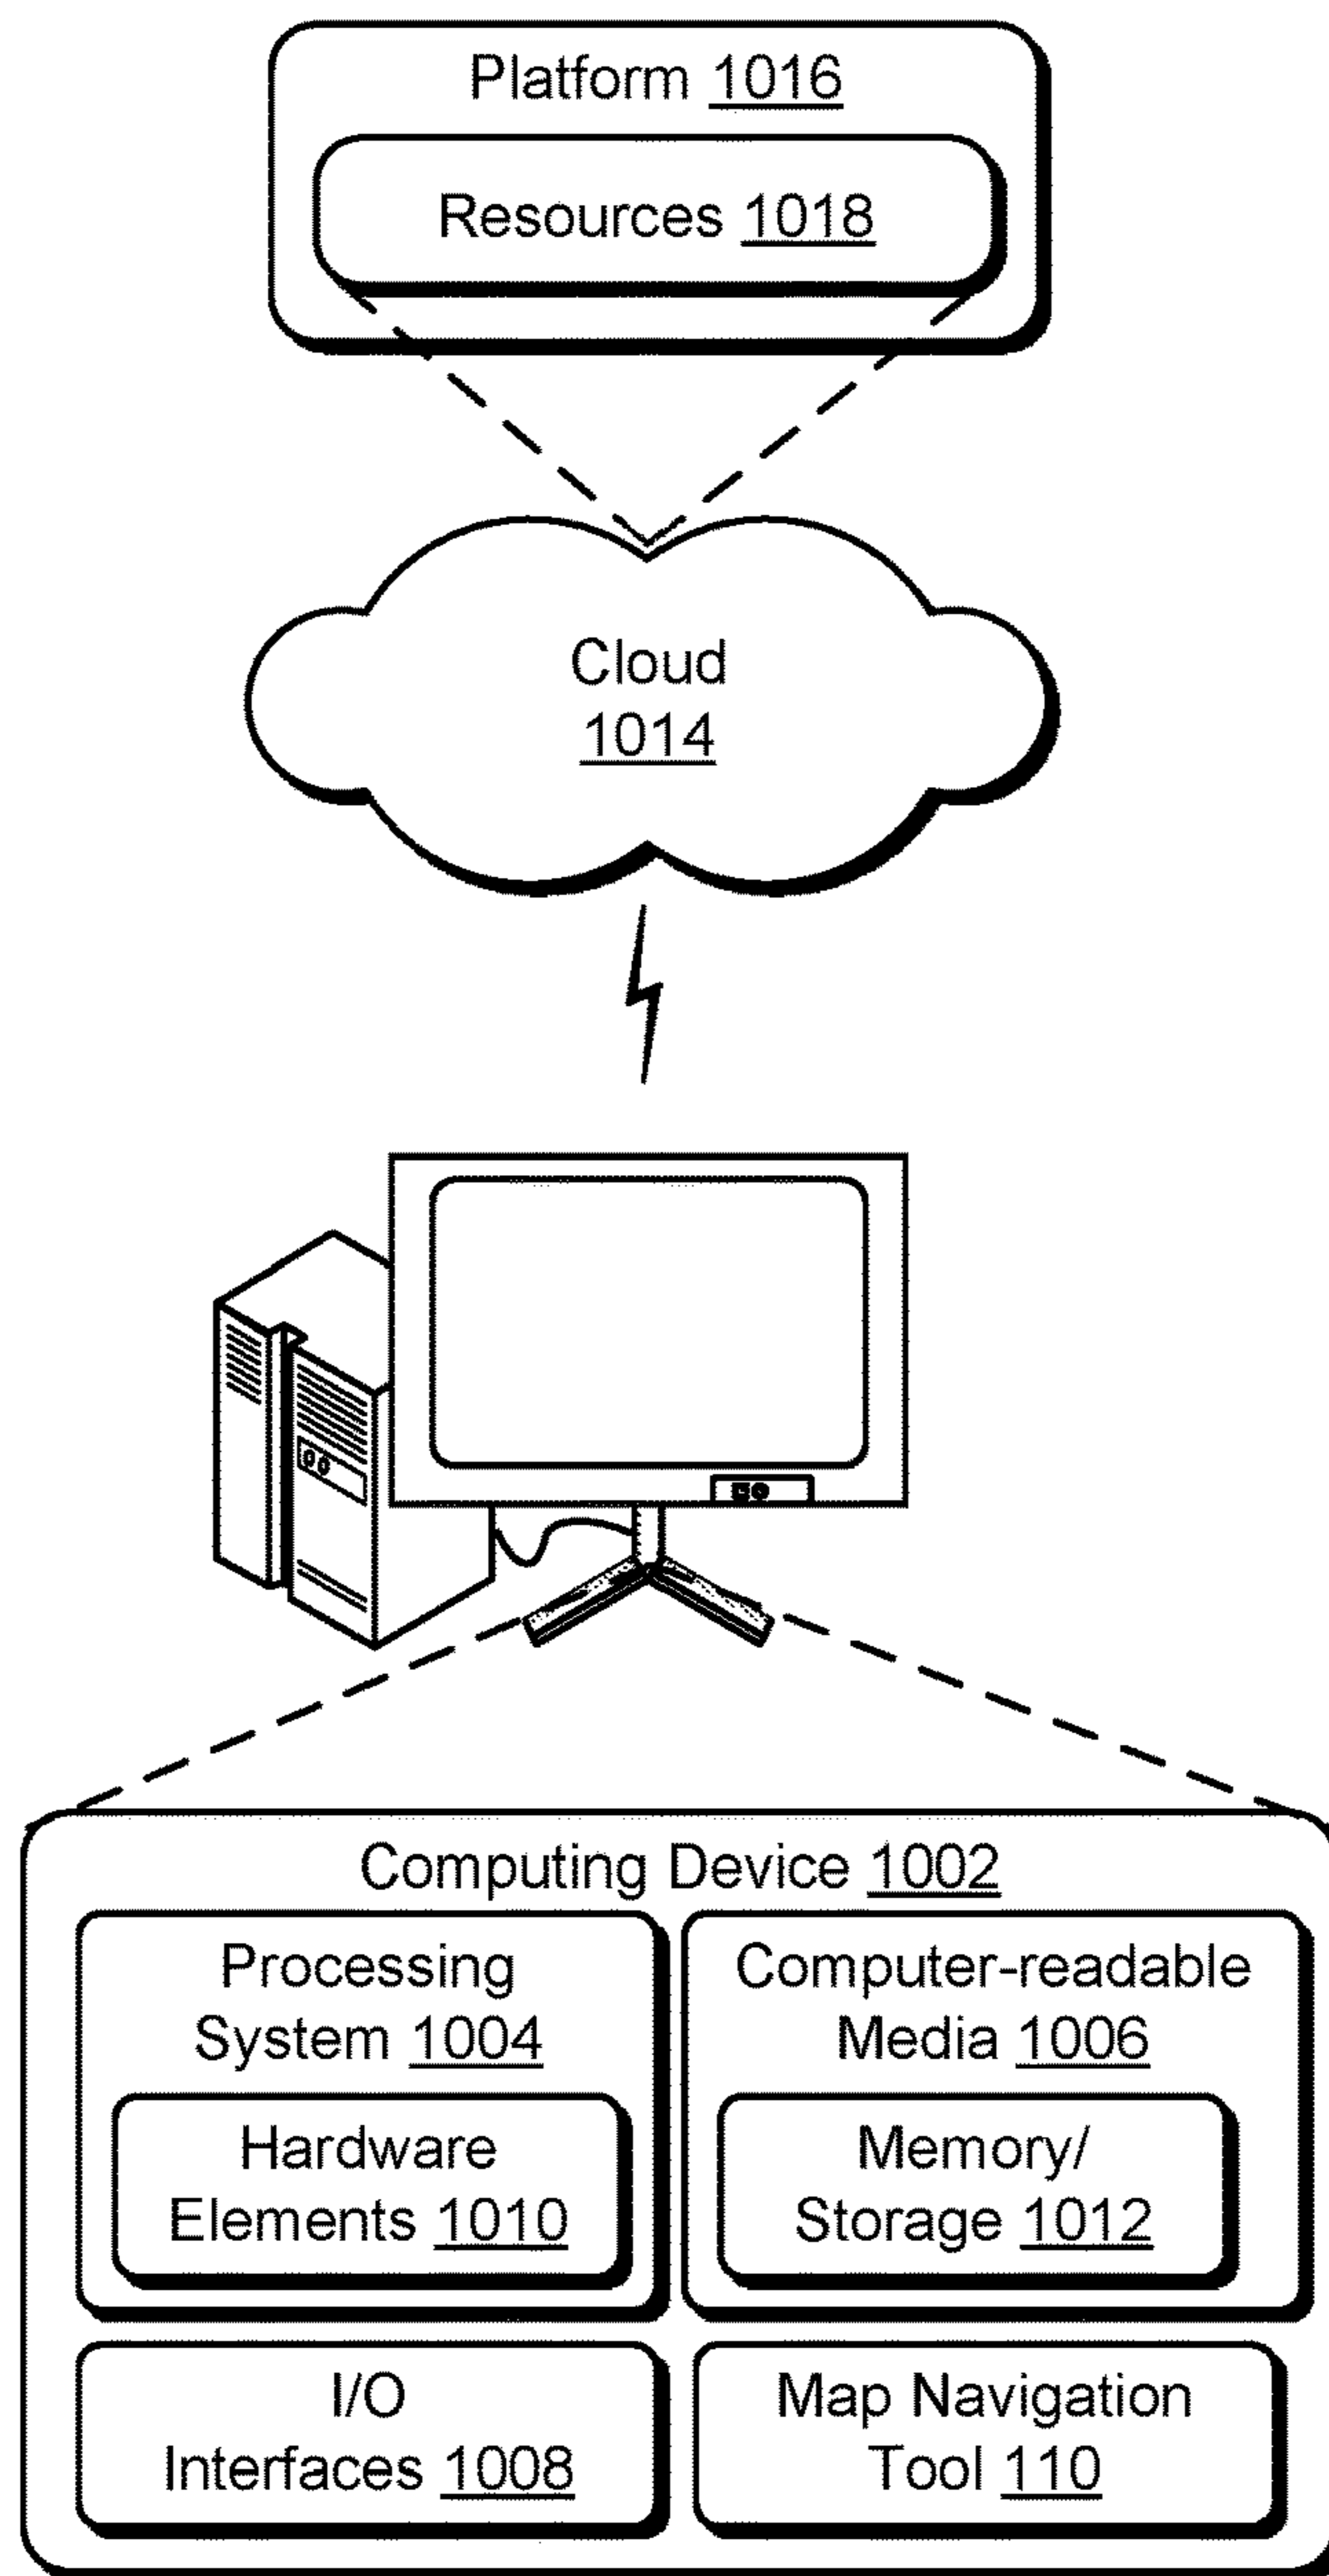 Platform 1016
Resources 1018
Cloud
1014
Computing Device 1002
Processing
System 1004
Hardware
Elements 1010
Computer-readable
Media 1006
Memory/
Storage 1012
I/O
Interfaces 1008
Map Navigation
Tool 110